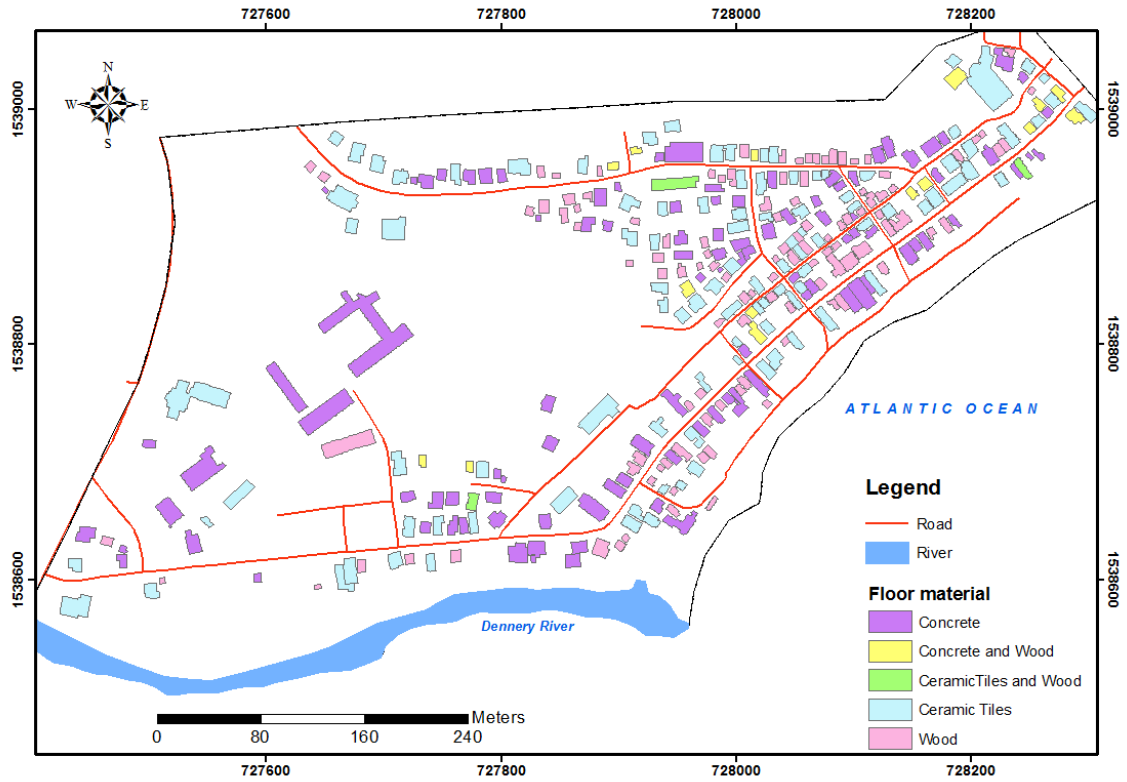 727600 727800 728000 728200
1539000
1538800
1538600
1539000
1538800
1538600
N
W E
S
ATLANTIC OCEAN
Dennery River
Legend
Road
River
Floor material
Concrete
Concrete and Wood
CeramicTiles and Wood
Ceramic Tiles
Wood
Meters
0 80 160 240
727600 727800 728000 728200